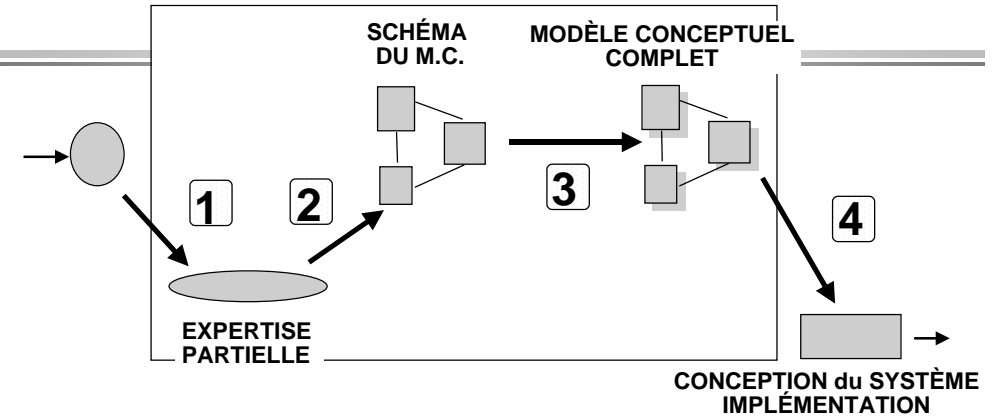 SCHÉMA
DU M.C.
MODÈLE CONCEPTUEL
COMPLET
1
2
3
4
EXPERTISE
PARTIELLE
CONCEPTION du SYSTÈME
IMPLÉMENTATION